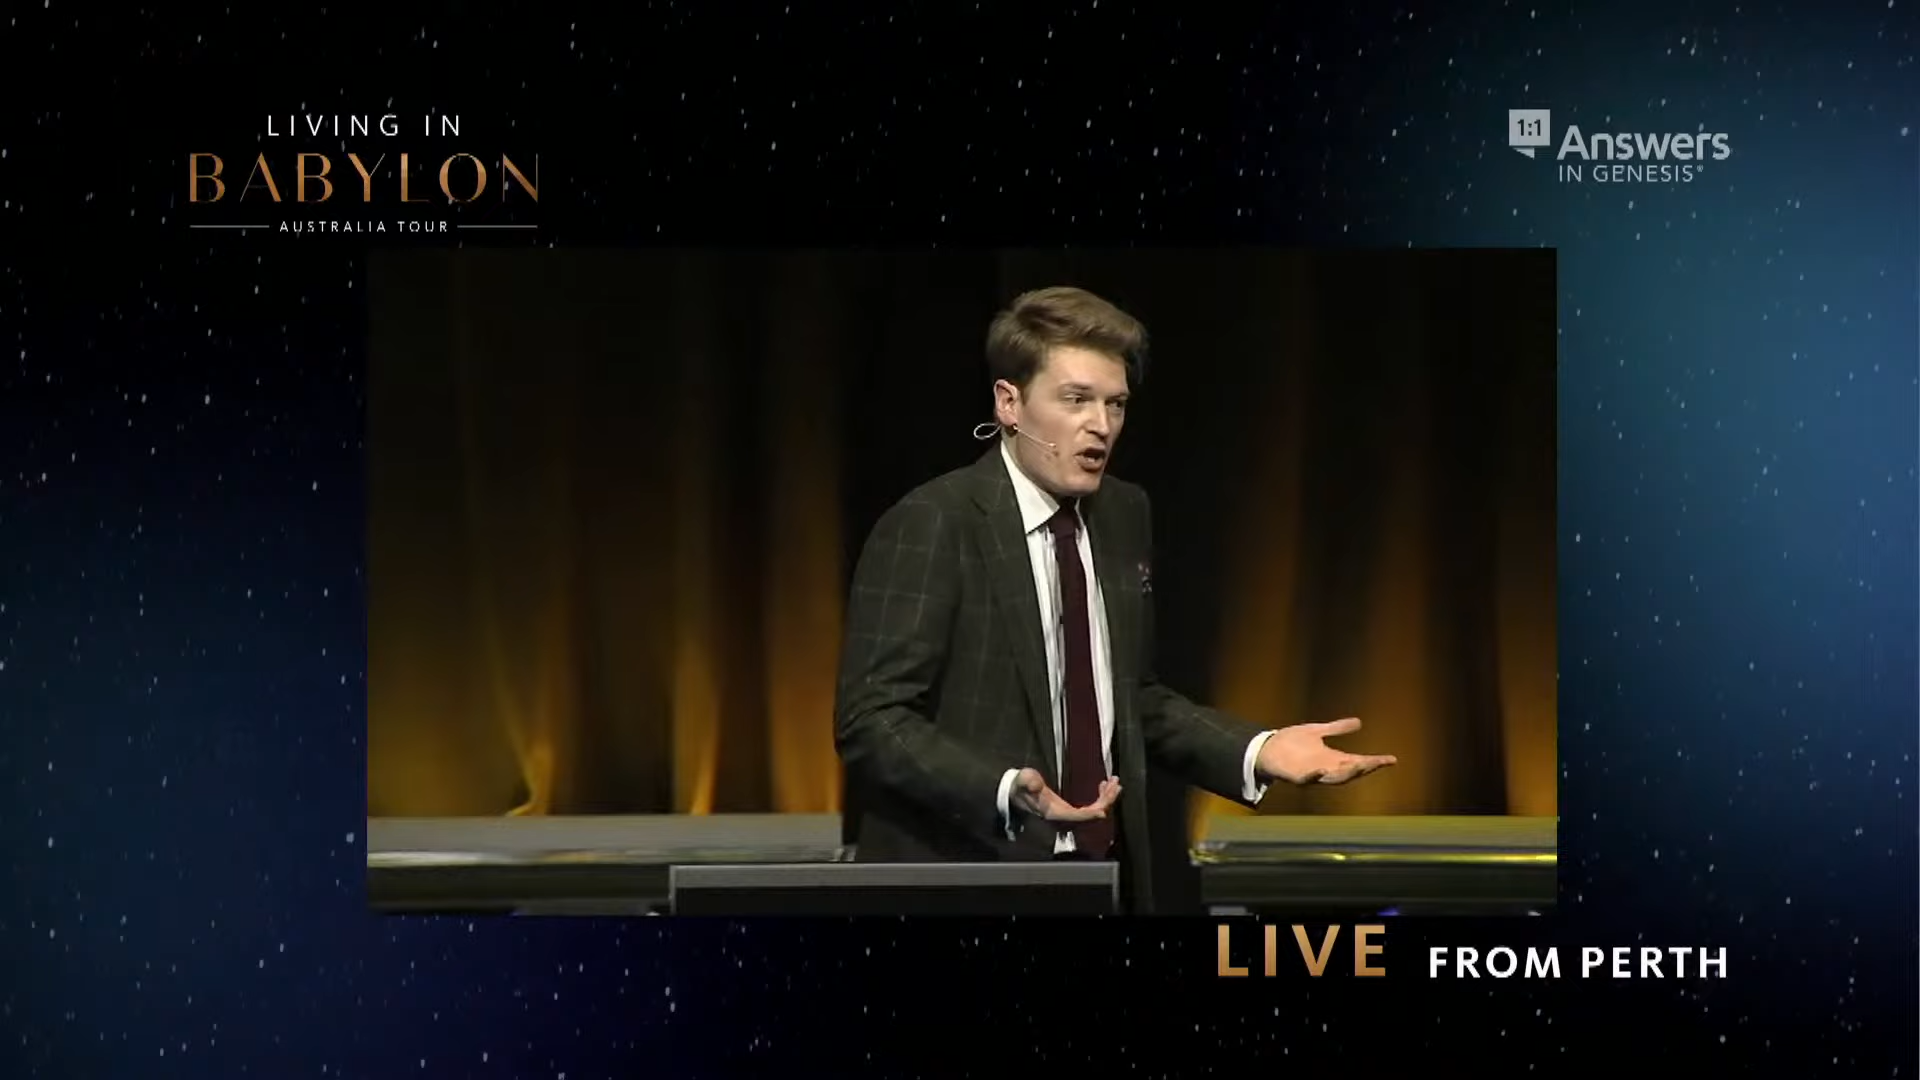 LIVING IN
BABYLON
AUSTRALIA TOUR
1:1
Answers
IN GENESIS®
LIVE FROM PERTH